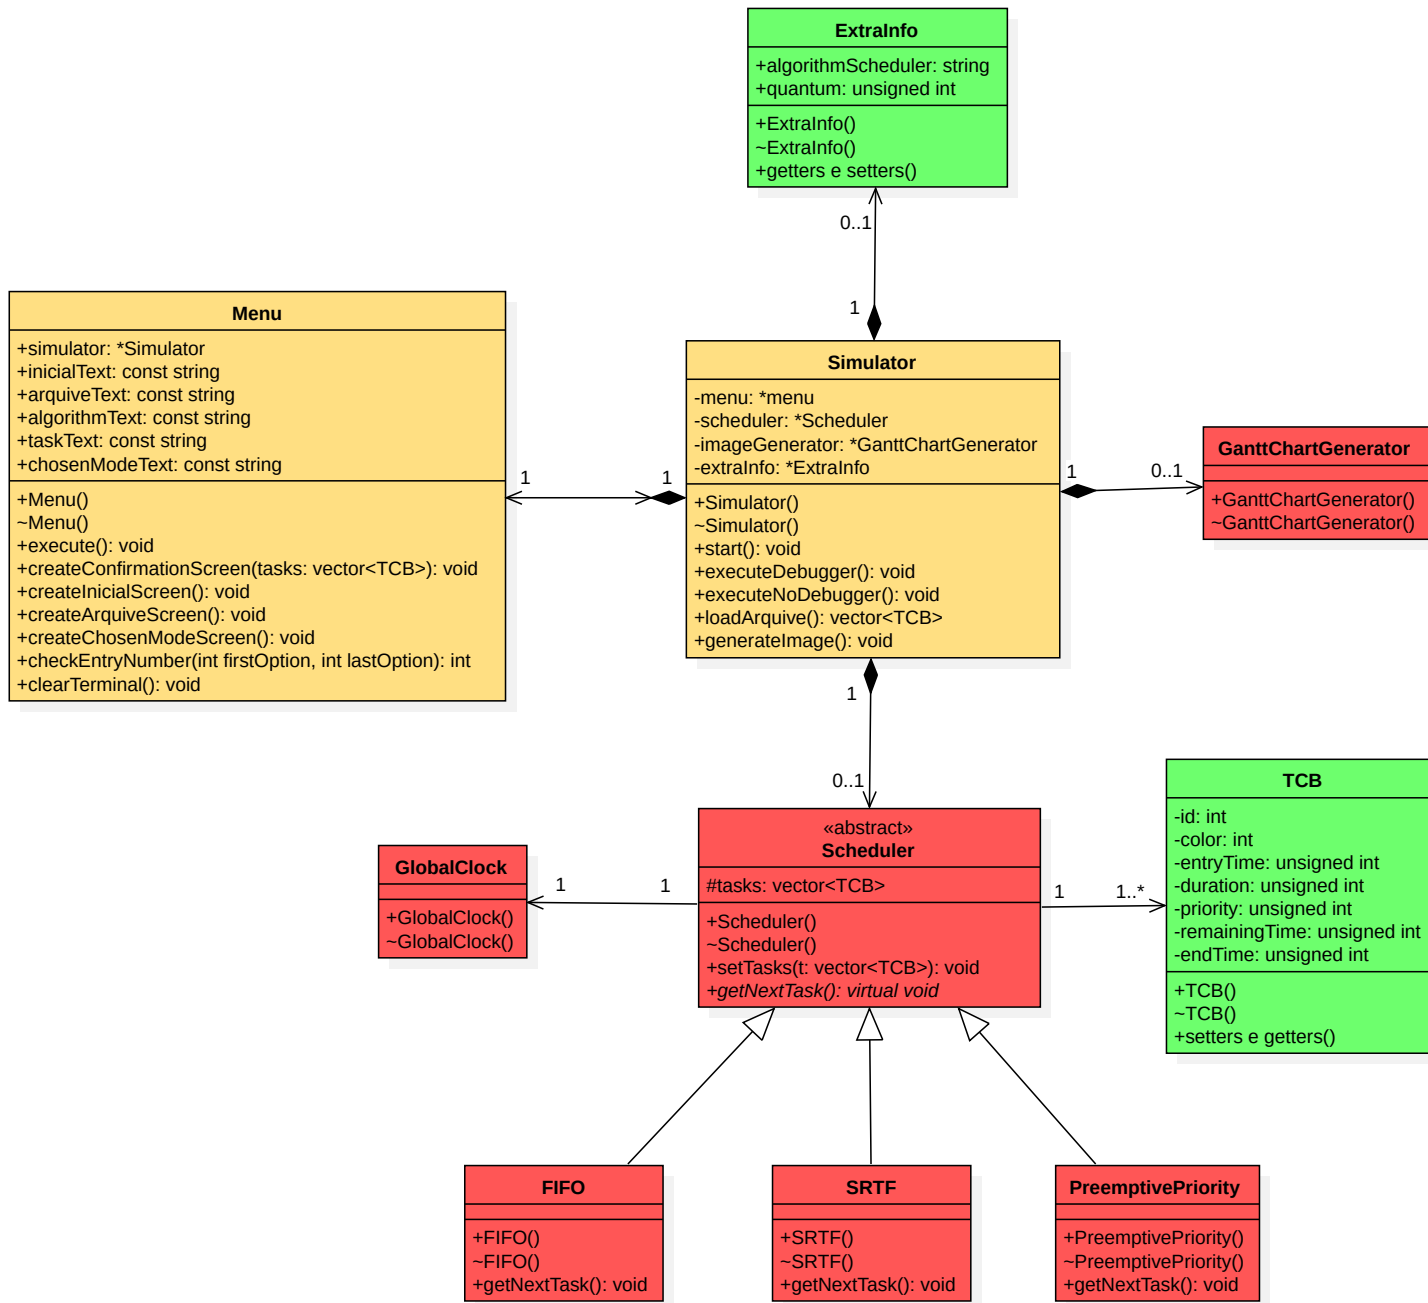 ExtraInfo
+algorithmScheduler: string
+quantum: unsigned int
+ExtraInfo()
~ExtraInfo()
+getters e setters()
0..1
1
Menu
+simulator: *Simulator
+inicialText: const string
+arquiveText: const string
+algorithmText: const string
+taskText: const string
+chosenModeText: const string
+Menu()
~Menu()
+execute(): void
+createConfirmationScreen(tasks: vector<TCB>): void
+createInicialScreen(): void
+createArquiveScreen(): void
+createChosenModeScreen(): void
+checkEntryNumber(int firstOption, int lastOption): int
+clearTerminal(): void
1
1
Simulator
-menu: *menu
-scheduler: *Scheduler
-imageGenerator: *GanttChartGenerator
-extraInfo: *ExtraInfo
+Simulator()
~Simulator()
+start(): void
+executeDebugger(): void
+executeNoDebugger(): void
+loadArquive(): vector<TCB>
+generateImage(): void
1
0..1
GanttChartGenerator
+GanttChartGenerator()
~GanttChartGenerator()
1
0..1
GlobalClock
+GlobalClock()
~GlobalClock()
1
1
«abstract»
Scheduler
#tasks: vector<TCB>
+Scheduler()
~Scheduler()
+setTasks(t: vector<TCB>): void
+getNextTask(): virtual void
1
1..*
TCB
-id: int
-color: int
-entryTime: unsigned int
-duration: unsigned int
-priority: unsigned int
-remainingTime: unsigned int
-endTime: unsigned int
+TCB()
~TCB()
+setters e getters()
FIFO
+FIFO()
~FIFO()
+getNextTask(): void
SRTF
+SRTF()
~SRTF()
+getNextTask(): void
PreemptivePriority
+PreemptivePriority()
~PreemptivePriority()
+getNextTask(): void